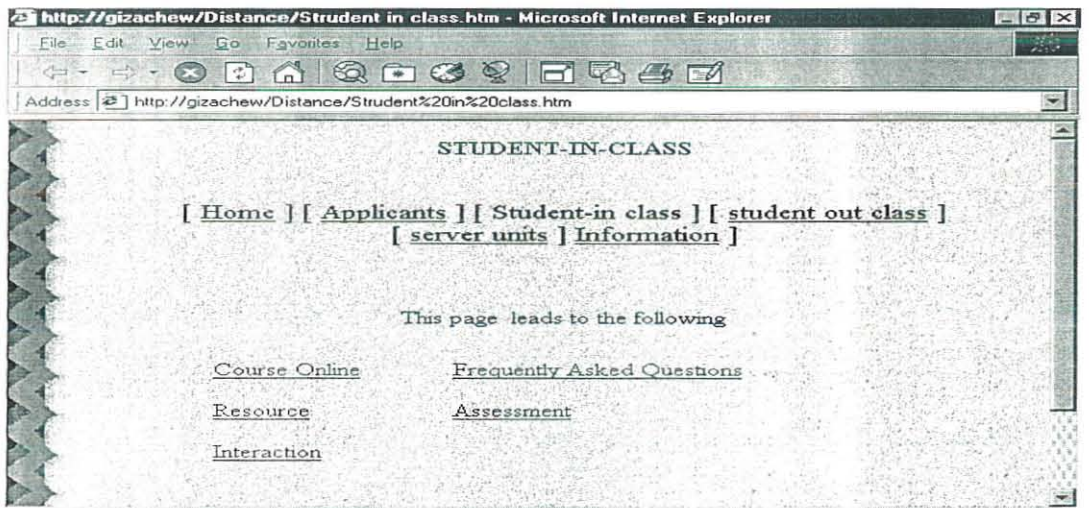 http://gizachew/Distance/Strudent in class.htm - Microsoft Internet Explorer
File Edit View Go Favorites Help
Address http://gizachew/Distance/Strudent%20in%20class.htm
STUDENT-IN-CLASS
[ Home ] [ Applicants ] [ Student-in class ] [ student out class ]
[ server units ] Information ]
This page leads to the following
Course Online Frequently Asked Questions
Resource Assessment
Interaction